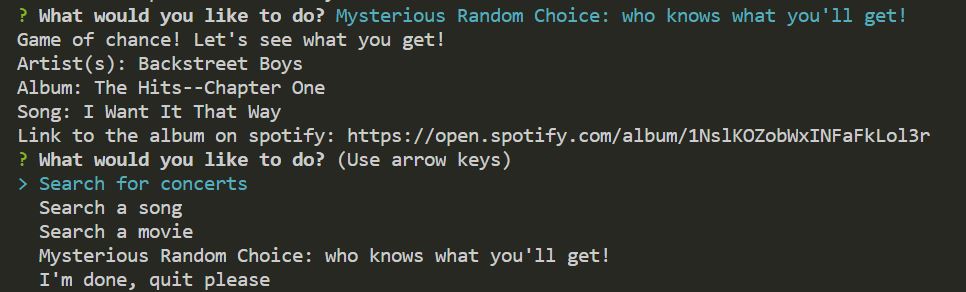 ? What would you like to do? Mysterious Random Choice: who knows what you'll get!
Game of chance! Let's see what you get!
Artist(s): Backstreet Boys
Album: The Hits--Chapter One
Song: I Want It That Way
Link to the album on spotify: https://open.spotify.com/album/1NslKOZobWxINFaFkLol3r
? What would you like to do? (Use arrow keys)
> Search for concerts
Search a song
Search a movie
Mysterious Random Choice: who knows what you'll get!
I'm done, quit please